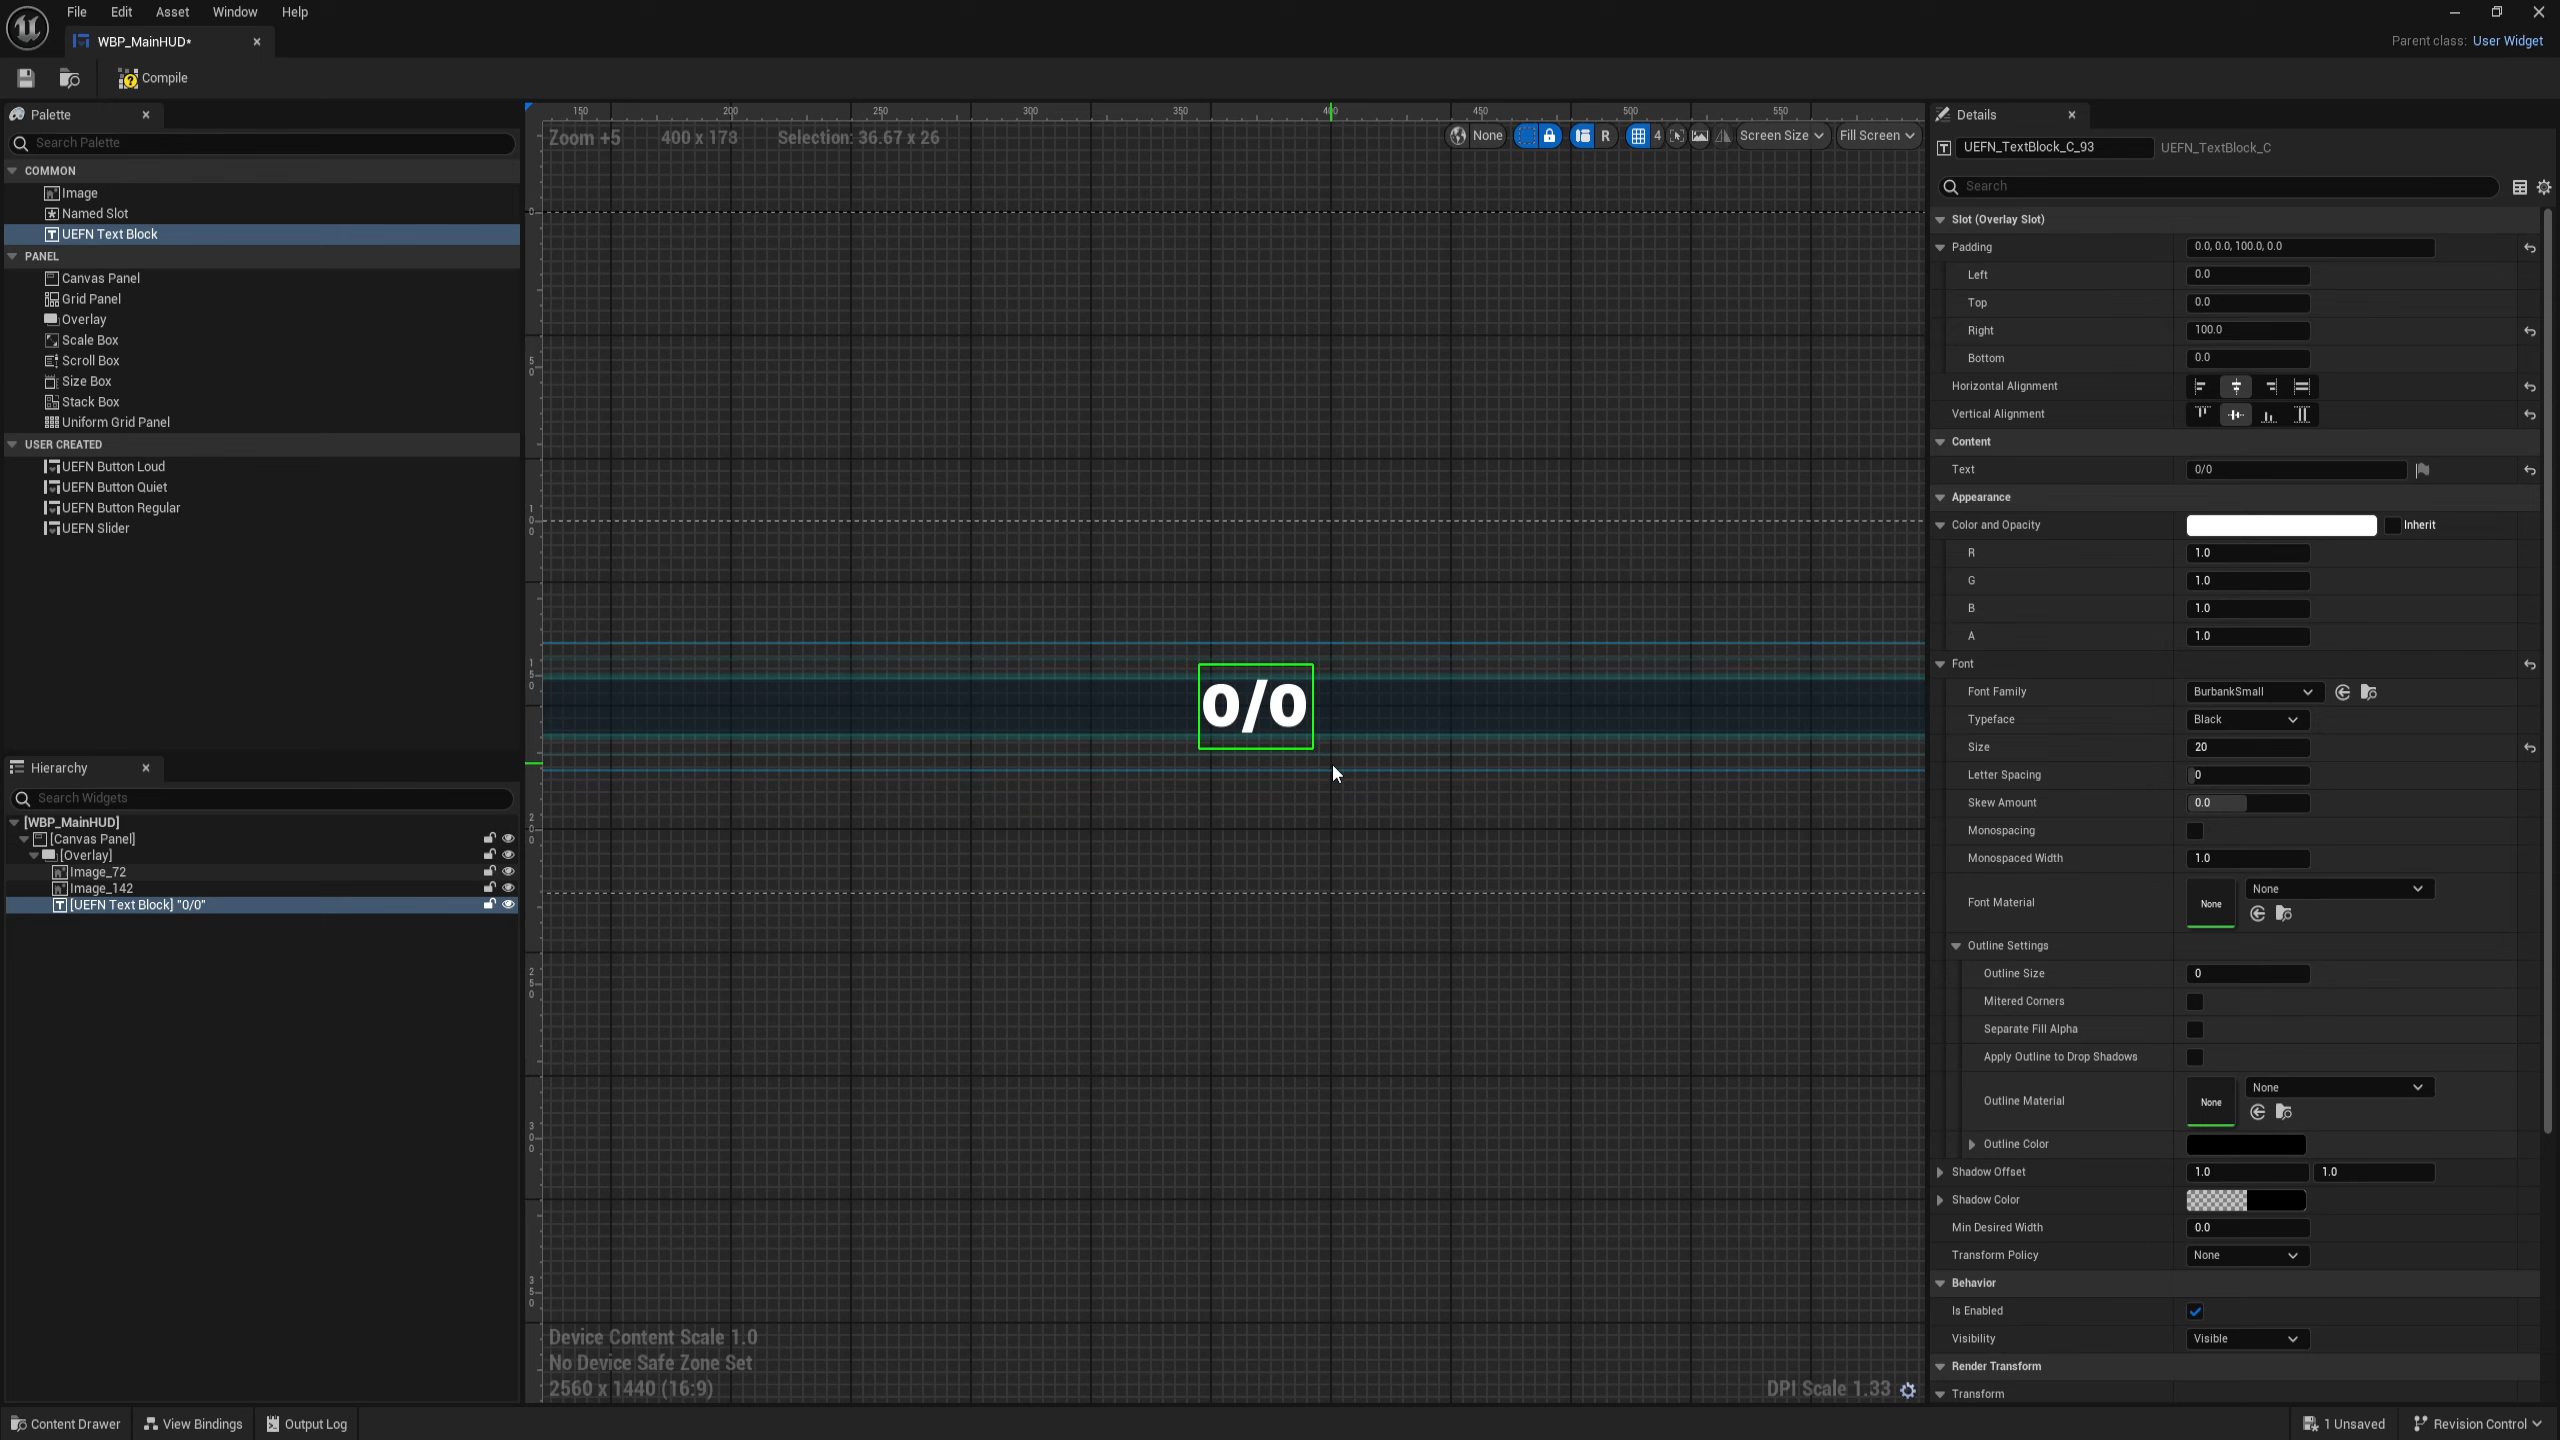 File Edit Asset Window Help
WBP_MainHUD*
Parent class: User Widget
Compile
Palette
Search Palette
COMMON
Image
Named Slot
UEFN Text Block
PANEL
Canvas Panel
Grid Panel
Overlay
Scale Box
Scroll Box
Size Box
Stack Box
Uniform Grid Panel
USER CREATED
UEFN Button Loud
UEFN Button Quiet
UEFN Button Regular
UEFN Slider
Hierarchy
Search Widgets
[WBP_MainHUD]
[Canvas Panel]
[Overlay]
Image_72
Image_142
[UEFN Text Block] "0/0"
150 200 250 300 350 400 450 500 550
Zoom +5 400 x 173 Selection: 36.67 x 26
None R 4 Screen Size Fill Screen
0
50
100
150
200
250
300
350
0/0
Device Content Scale 1.0
No Device Safe Zone Set
2560 x 1440 (16:9)
DPI Scale 1.33
Details
UEFN_TextBlock_C_93 UEFN_TextBlock_C
Search
Slot (Overlay Slot)
Padding 0.0, 0.0, 100.0, 0.0
Left 0.0
Top 0.0
Right 100.0
Bottom 0.0
Horizontal Alignment
Vertical Alignment
Content
Text 0/0
Appearance
Color and Opacity Inherit
R 1.0
G 1.0
B 1.0
A 1.0
Font
Font Family BurbankSmall
Typeface Black
Size 20
Letter Spacing 0
Skew Amount 0.0
Monospacing
Monospaced Width 1.0
Font Material None None
Outline Settings
Outline Size 0
Mitered Corners
Separate Fill Alpha
Apply Outline to Drop Shadows
Outline Material None None
Outline Color
Shadow Offset 1.0 1.0
Shadow Color
Min Desired Width 0.0
Transform Policy None
Behavior
Is Enabled
Visibility Visible
Render Transform
Transform
Content Drawer View Bindings Output Log
1 Unsaved Revision Control